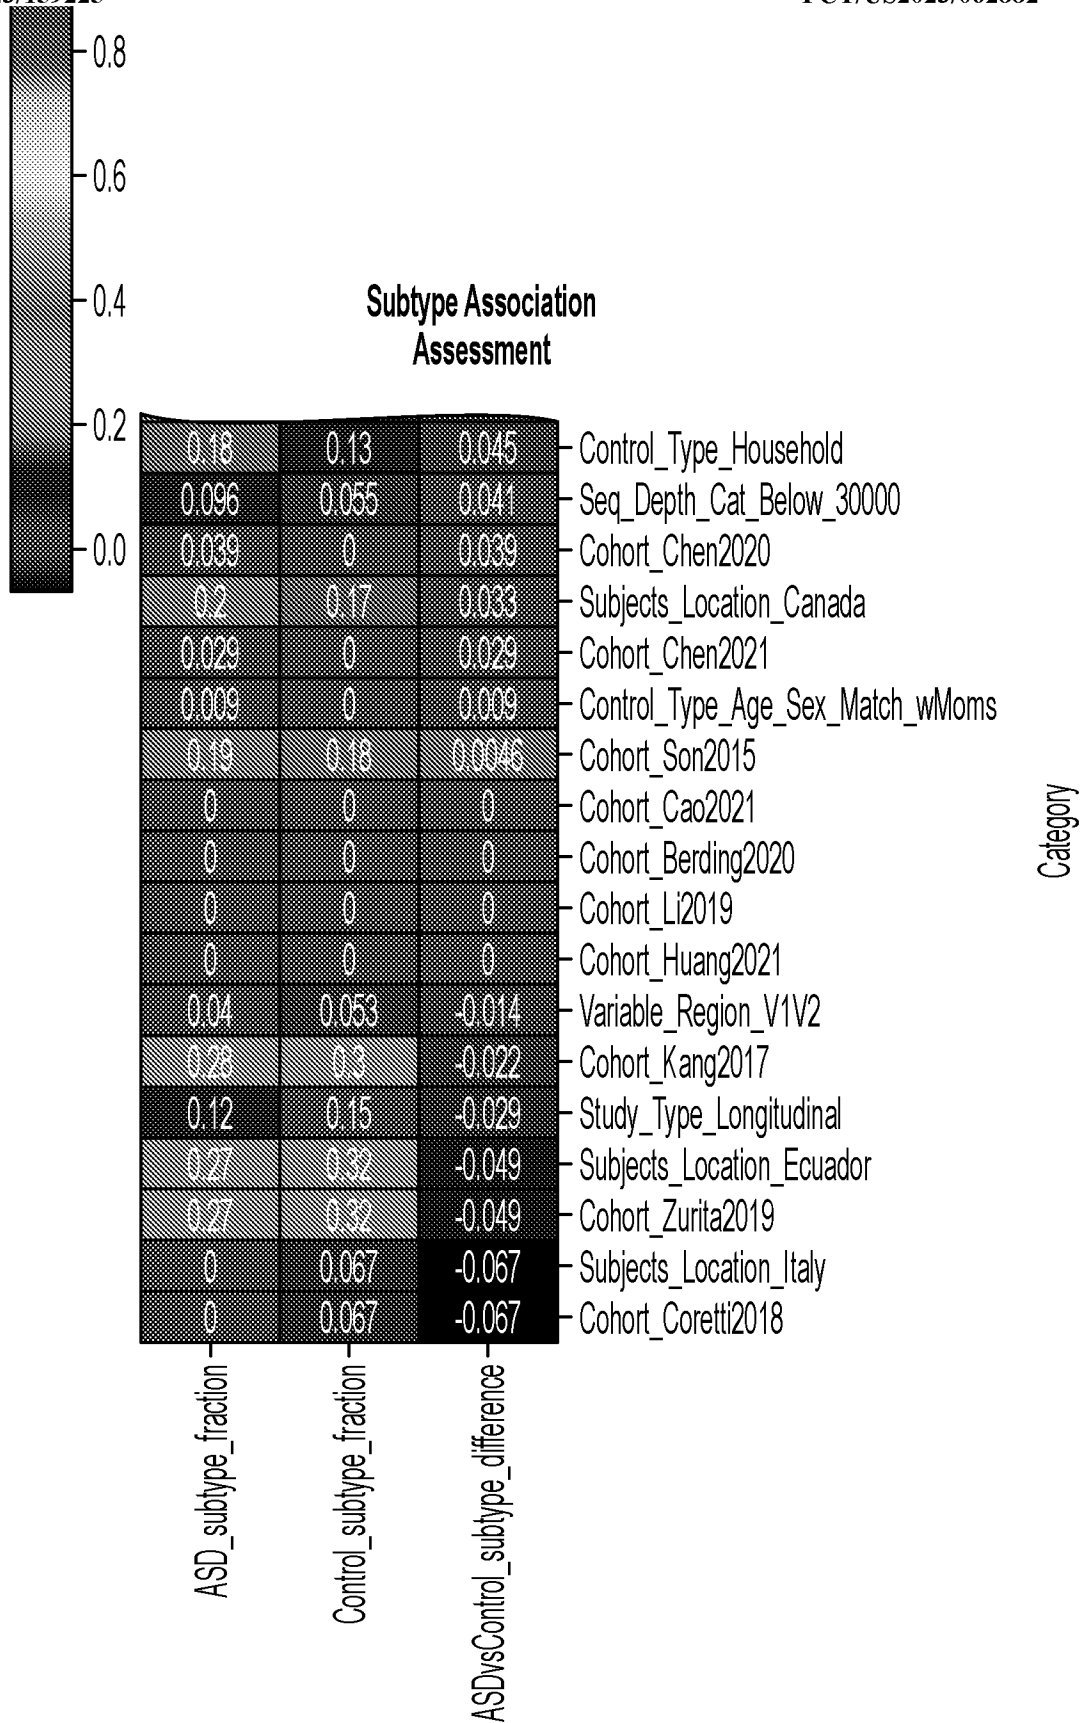 0.8
0.6
0.4
0.2
0.0
Subtype Association
Assessment
0.18 0.13 0.045 Control_Type_Household
0.096 0.055 0.041 Seq_Depth_Cat_Below_30000
0.039 0 0.039 Cohort_Chen2020
0.2 0.17 0.033 Subjects_Location_Canada
0.029 0 0.029 Cohort_Chen2021
0.009 0 0.009 Control_Type_Age_Sex_Match_wMoms
0.19 0.18 0.0046 Cohort_Son2015
0 0 0 Cohort_Cao2021
0 0 0 Cohort_Berding2020
0 0 0 Cohort_Li2019
0 0 0 Cohort_Huang2021
0.04 0.053 -0.014 Variable_Region_V1V2
0.28 0.3 -0.022 Cohort_Kang2017
0.12 0.15 -0.029 Study_Type_Longitudinal
0.27 0.32 -0.049 Subjects_Location_Ecuador
0.27 0.32 -0.049 Cohort_Zurita2019
0 0.067 -0.067 Subjects_Location_Italy
0 0.067 -0.067 Cohort_Coretti2018
Category
ASD_subtype_fraction
Control_subtype_fraction
ASDvsControl_subtype_difference